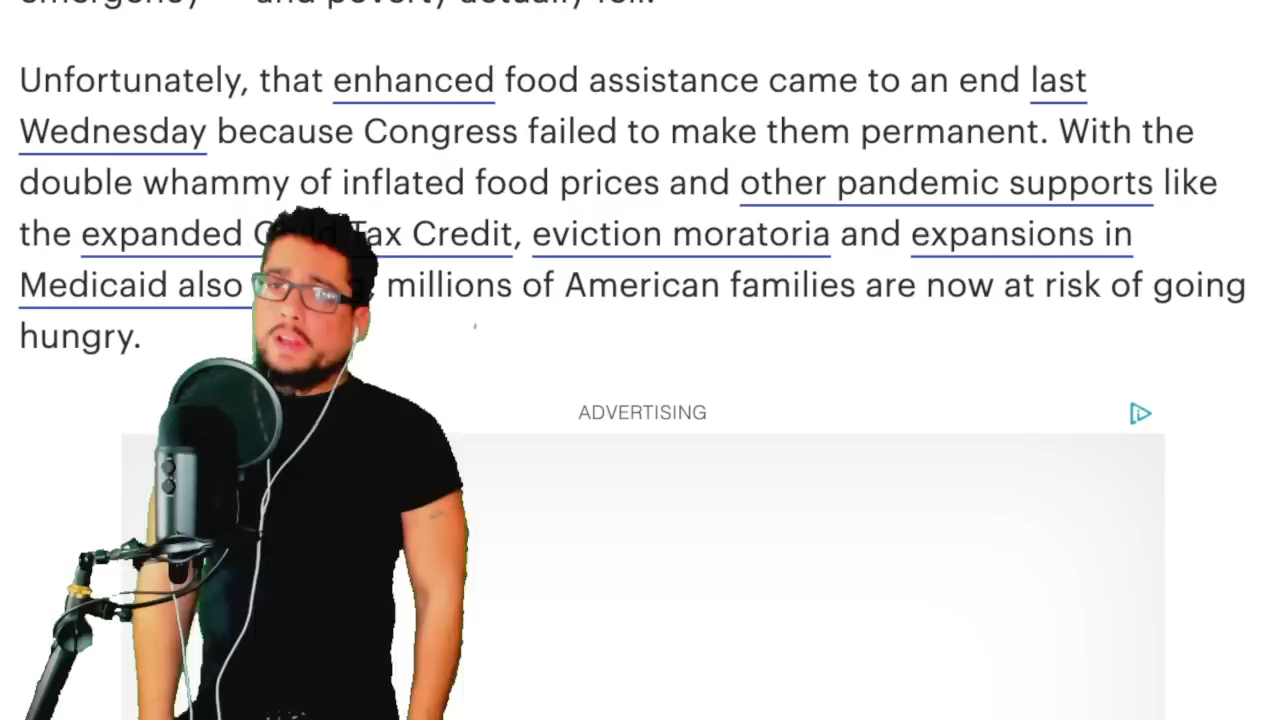 Unfortunately, that enhanced food assistance came to an end last
Wednesday because Congress failed to make them permanent. With the
double whammy of inflated food prices and other pandemic supports like
the expanded Tax Credit, eviction moratoria and expansions in
Medicaid also millions of American families are now at risk of going
hungry.
ADVERTISING